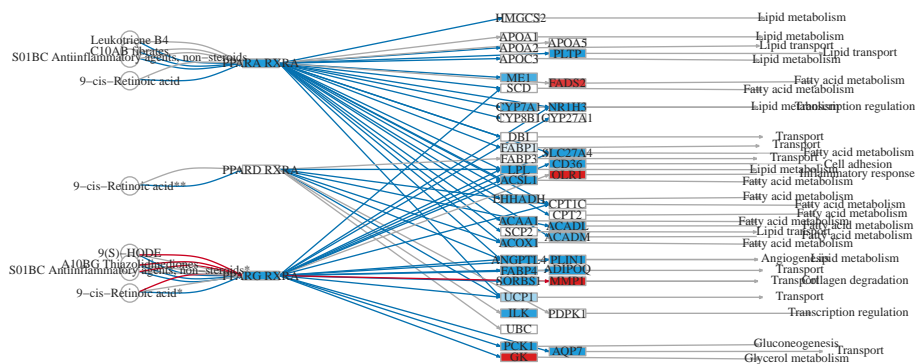 Leukotriene B4
C10AB fibrates
S01BC Antiinflammatory agents, non-steroids
9-cis-Retinoic acid
PPARA RXRA
9-cis-Retinoic acid**
PPARD RXRA
9(S)-HODE
A10BG Thiazolidinediones
S01BC Antiinflammatory agents, non-steroids*
9-cis-Retinoic acid*
PPARG RXRA
HMGCS2
Lipid metabolism
APOA1
Lipid metabolism
APOA5
Lipid transport
APOA2
PLTP
Lipid transport
APOC3
Lipid metabolism
ME1
FADS2
Fatty acid metabolism
SCD
Fatty acid metabolism
CYP7A1
NR1H3
Lipid metabolism
Transcription regulation
CYP8B1
CYP27A1
DBI
Transport
FABP1
Transport
SLC27A4
Fatty acid metabolism
FABP3
Transport
CD36
Cell adhesion
LPL
Lipid metabolism
OLR1
Inflammatory response
ACSL1
Fatty acid metabolism
EHHADH
Fatty acid metabolism
CPT1C
Fatty acid metabolism
CPT2
Fatty acid metabolism
ACAA1
Fatty acid metabolism
ACADL
Fatty acid metabolism
SCP2
Lipid transport
ACADM
Fatty acid metabolism
ACOX1
Fatty acid metabolism
ANGPTL4
PLIN1
Angiogenesis
Lipid metabolism
FABP4
ADIPOQ
Transport
SORBS1
MMP1
Transport
Collagen degradation
UCP1
Transport
ILK
PDPK1
Transcription regulation
UBC
PCK1
Gluconeogenesis
AQP7
Transport
GK
Glycerol metabolism